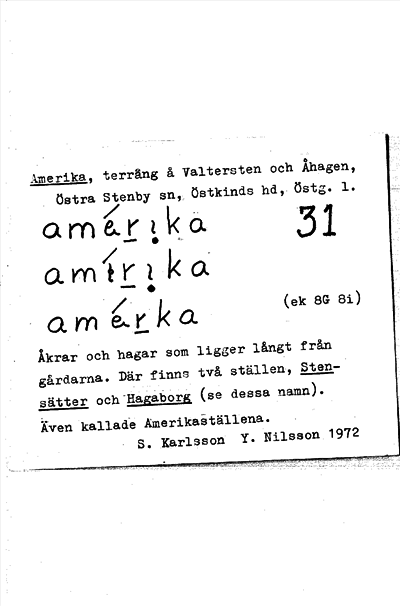 Amerika, terräng å Valtersten och Åhagen,
Östra Stenby sn, Östkinds hd, Östg. l.
amérika 31
amírika
(ek 8G 8i)
amérka
Åkrar och hagar som ligger långt från
gårdarna. Där finns två ställen, Sten-
sätter och Hagaborg (se dessa namn).
Även kallade Amerikaställena.
S. Karlsson Y. Nilsson 1972